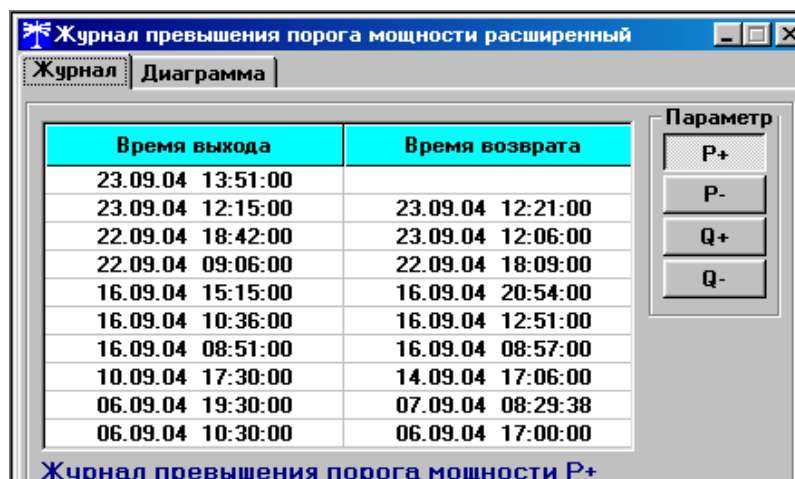 Журнал превышения порога мощности расширенный
Журнал Диаграмма
Параметр
Время выхода Время возврата
P+
23.09.04 13:51:00
P-
23.09.04 12:15:00 23.09.04 12:21:00
22.09.04 18:42:00 23.09.04 12:06:00
Q+
22.09.04 09:06:00 22.09.04 18:09:00
Q-
16.09.04 15:15:00 16.09.04 20:54:00
16.09.04 10:36:00 16.09.04 12:51:00
16.09.04 08:51:00 16.09.04 08:57:00
10.09.04 17:30:00 14.09.04 17:06:00
06.09.04 19:30:00 07.09.04 08:29:38
06.09.04 10:30:00 06.09.04 17:00:00
Журнал превышения порога мощности P+